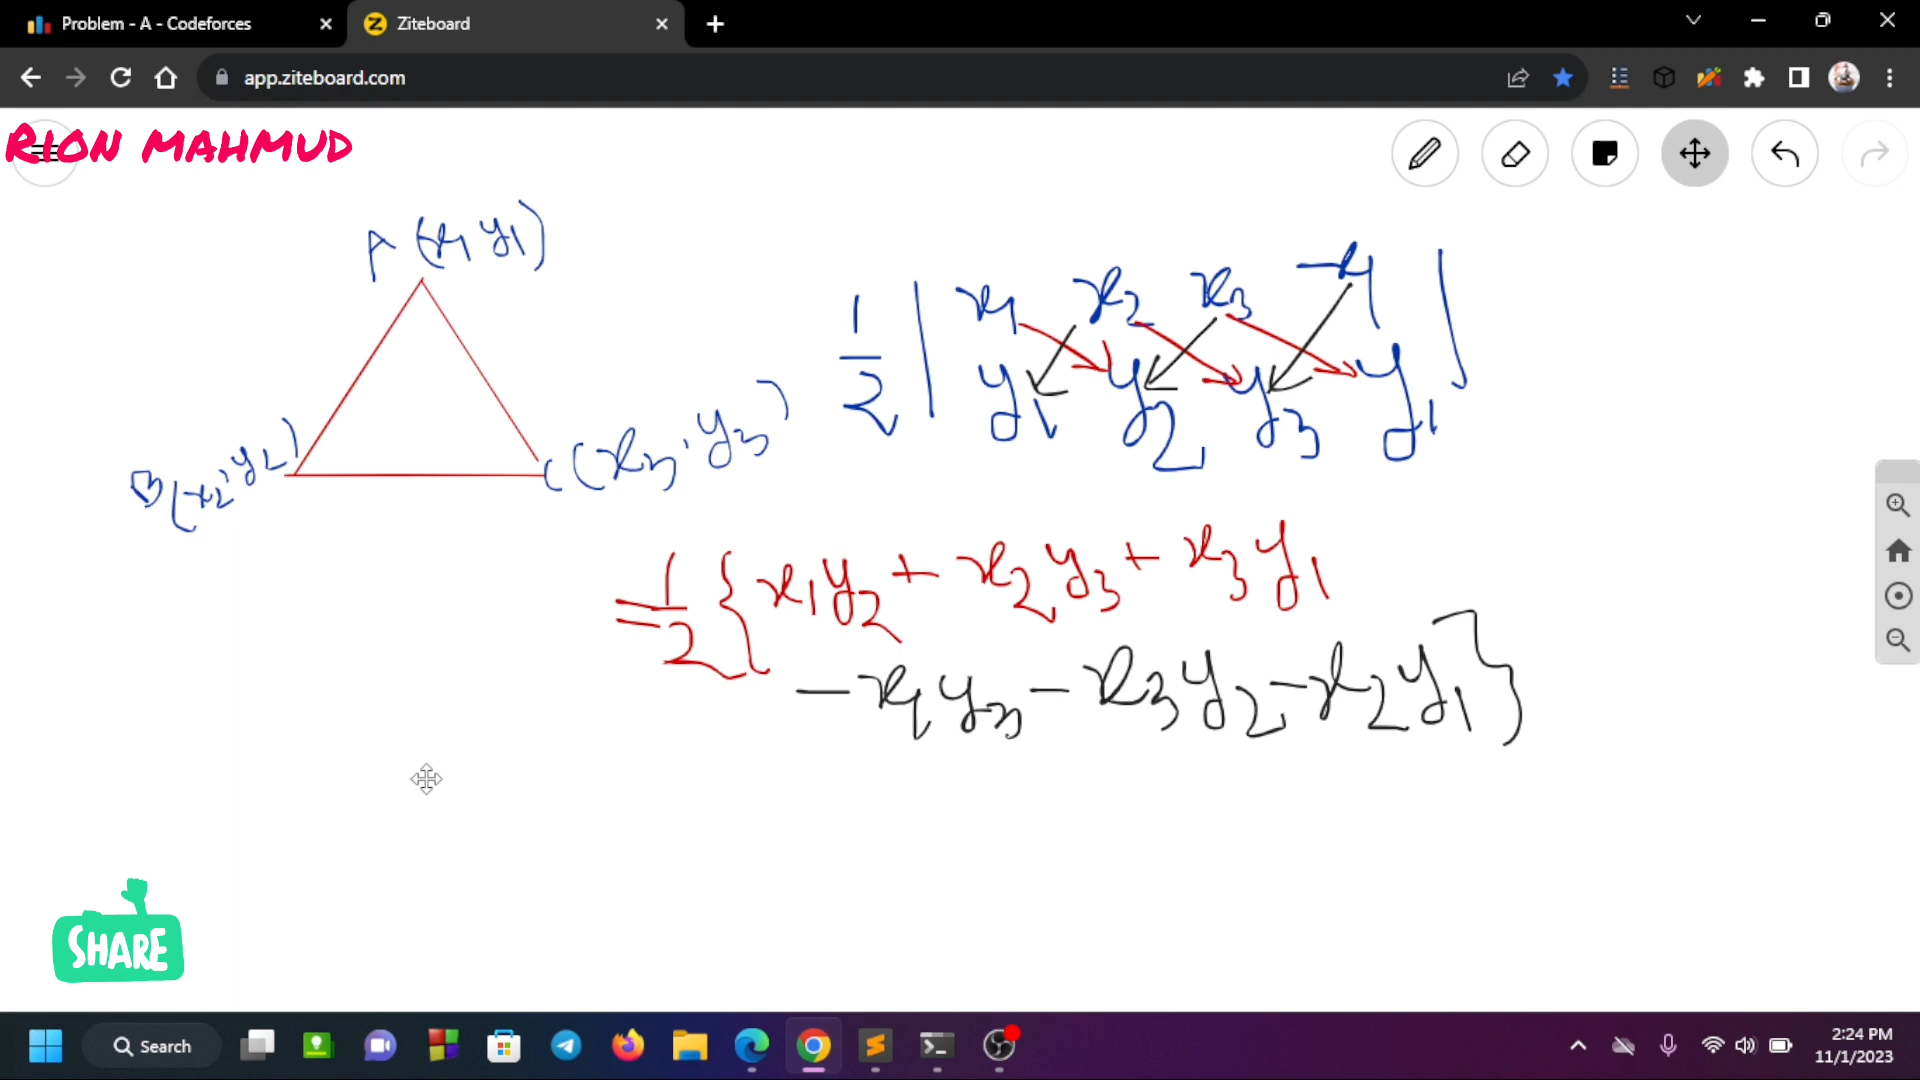 Problem - A - Codeforces
Ziteboard
app.ziteboard.com
RION MAHMUD
A (x1 y1)
B (x2, y2)
C (x3, y3)
1/2 | x1 x2 x3 x1 |
y1 y2 y3 y1
= 1/2 { x1y2 + x2y3 + x3y1
- x1y3 - x3y2 - x2y1 }
SHARE
Search
2:24 PM
11/1/2023